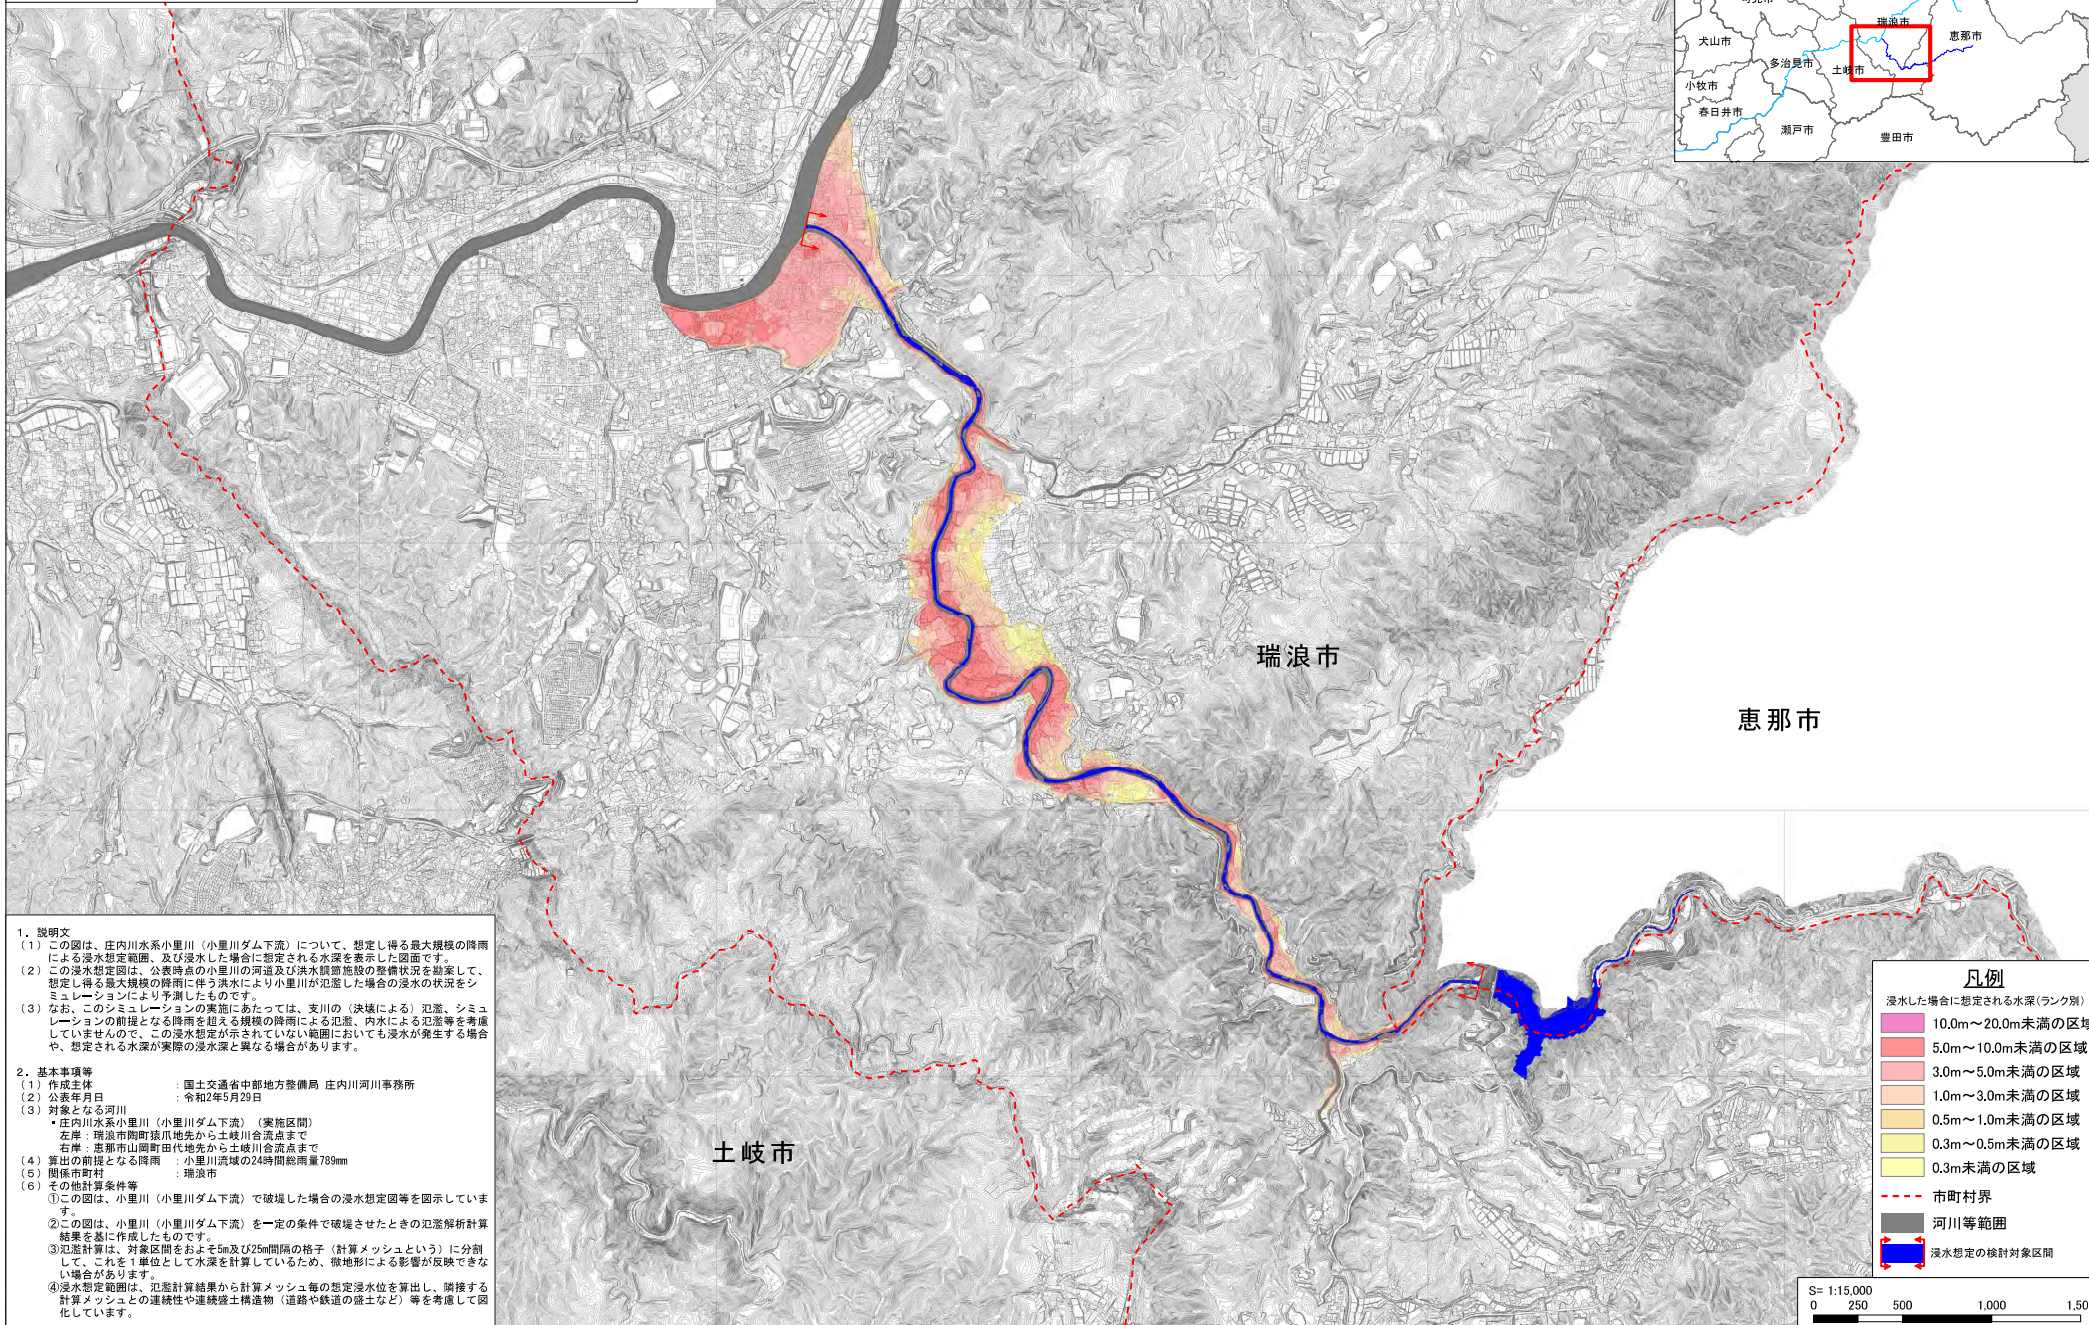 瑞浪市
恵那市
犬山市
多治見市
土岐市
小牧市
春日井市
瀬戸市
豊田市
瑞浪市
恵那市
土岐市
1．説明文
（1）この図は、庄内川水系小里川（小里川ダム下流）について、想定し得る最大規模の降雨
による浸水想定範囲、及び浸水した場合に想定される水深を表示した図面です。
（2）この浸水想定図は、公表時点の小里川の河道及び洪水調節施設の整備状況を勘案して、
想定し得る最大規模の降雨に伴う洪水により小里川が氾濫した場合の浸水の状況をシ
ミュレーションにより予測したものです。
（3）なお、このシミュレーションの実施にあたっては、支川の（決壊による）氾濫、シミュ
レーションの前提となる降雨を超える規模の降雨による氾濫、内水による氾濫等を考慮
していませんので、この浸水想定が示されていない範囲においても浸水が発生する場合
や、想定される水深が実際の浸水深と異なる場合があります。
2．基本事項等
（1）作成主体 ：国土交通省中部地方整備局 庄内川河川事務所
（2）公表年月日 ：令和2年5月29日
（3）対象となる河川
・庄内川水系小里川（小里川ダム下流）（実施区間）
左岸：瑞浪市陶町猿爪地先から土岐川合流点まで
右岸：恵那市山岡町田代地先から土岐川合流点まで
（4）算出の前提となる降雨 ：小里川流域の24時間総雨量789mm
（5）関係市町村 ：瑞浪市
（6）その他計算条件等
①この図は、小里川（小里川ダム下流）で破堤した場合の浸水想定図等を図示していま
す。
②この図は、小里川（小里川ダム下流）を一定の条件で破堤させたときの氾濫解析計算
結果を基に作成したものです。
③氾濫計算は、対象区間をおよそ5m及び25m間隔の格子（計算メッシュという）に分割
して、これを1単位として水深を計算しているため、微地形による影響が反映できな
い場合があります。
④浸水想定範囲は、氾濫計算結果から計算メッシュ毎の想定浸水位を算出し、隣接する
計算メッシュとの連続性や連続盛土構造物（道路や鉄道の盛土など）等を考慮して図
化しています。
凡例
浸水した場合に想定される水深(ランク別)
10.0m～20.0m未満の区域
5.0m～10.0m未満の区域
3.0m～5.0m未満の区域
1.0m～3.0m未満の区域
0.5m～1.0m未満の区域
0.3m～0.5m未満の区域
0.3m未満の区域
市町村界
河川等範囲
浸水想定の検討対象区間
S= 1:15,000
0 250 500 1,000 1,50